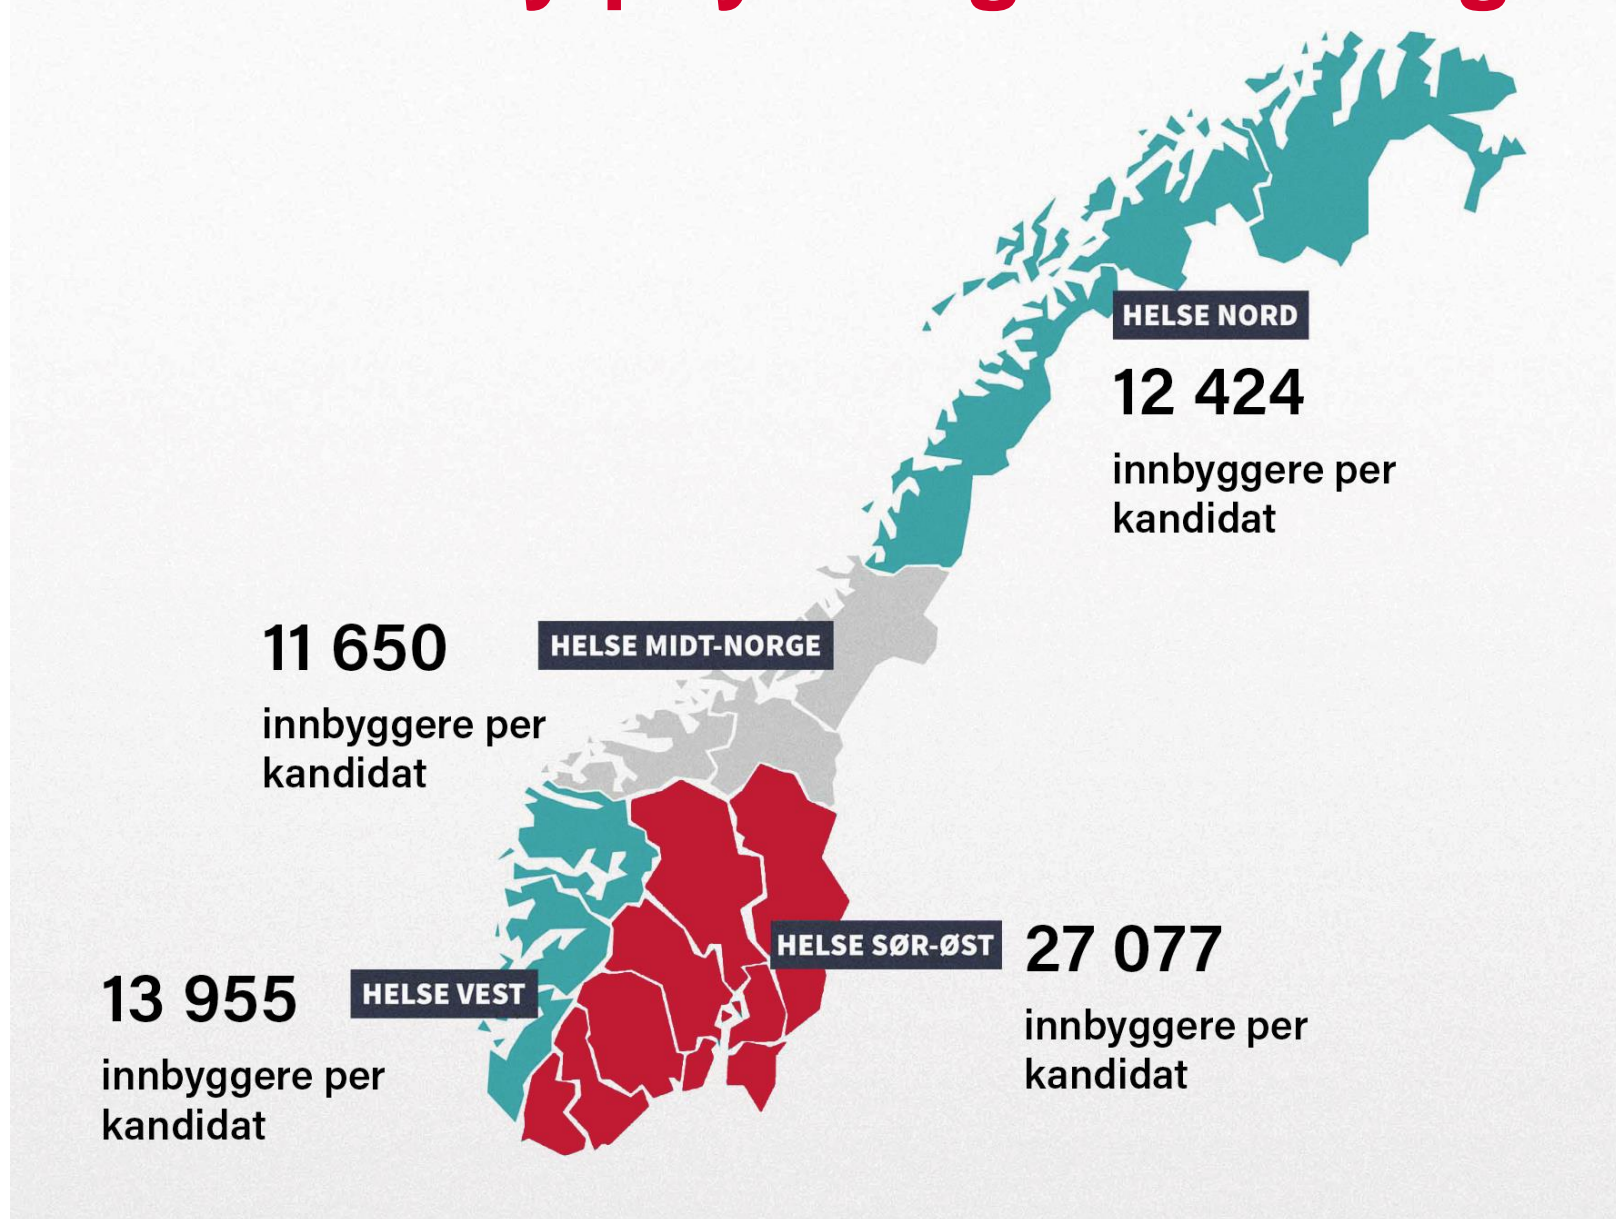 HELSE NORD
12 424
innbyggere per
kandidat
11 650
HELSE MIDT-NORGE
innbyggere per
kandidat
HELSE SØR-ØST
27 077
innbyggere per
kandidat
13 955
HELSE VEST
innbyggere per
kandidat